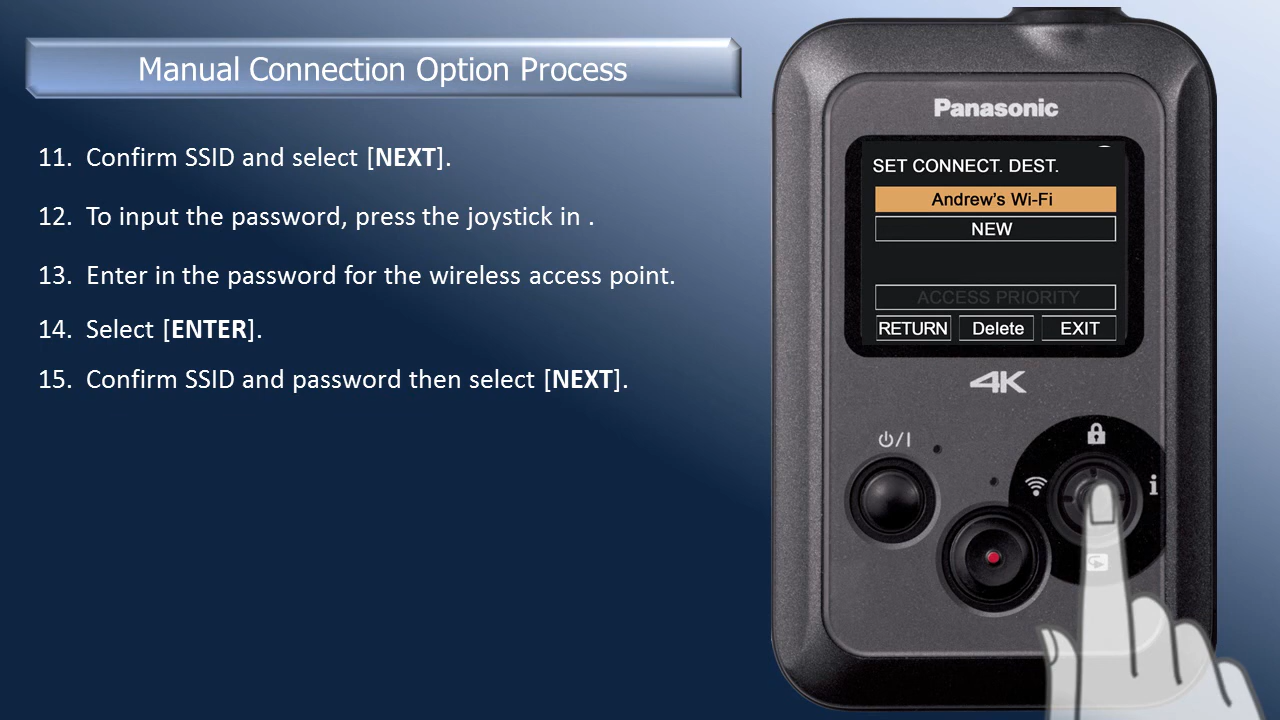 Manual Connection Option Process
11. Confirm SSID and select [NEXT].
12. To input the password, press the joystick in .
13. Enter in the password for the wireless access point.
14. Select [ENTER].
15. Confirm SSID and password then select [NEXT].
Panasonic
SET CONNECT. DEST.
Andrew's Wi-Fi
NEW
ACCESS PRIORITY
RETURN Delete EXIT
4K
i